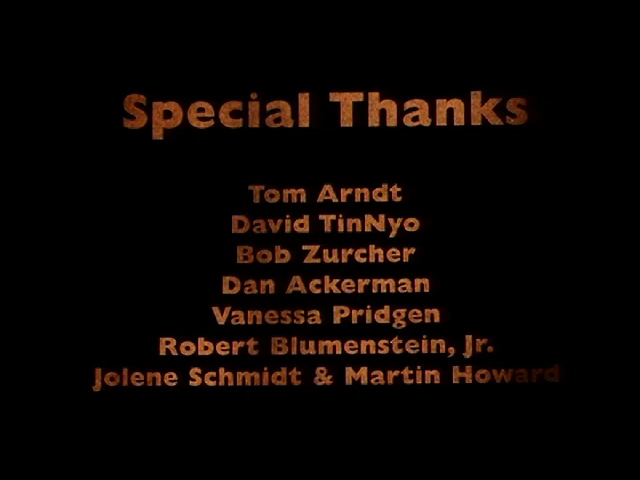 Special Thanks
Tom Arndt
David TinNyo
Bob Zurcher
Dan Ackerman
Vanessa Pridgen
Robert Blumenstein, Jr.
Jolene Schmidt & Martin Howard